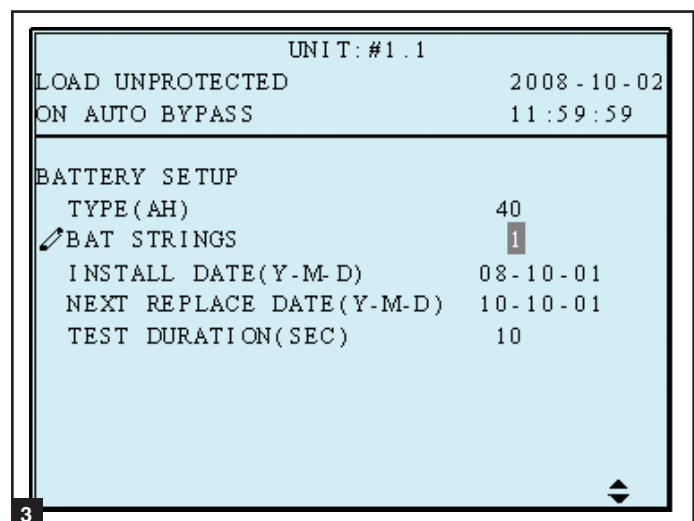 UNIT:#1.1
LOAD UNPROTECTED 2008-10-02
ON AUTO BYPASS 11:59:59
BATTERY SETUP
TYPE(AH) 40
BAT STRINGS 1
INSTALL DATE(Y-M-D) 08-10-01
NEXT REPLACE DATE(Y-M-D) 10-10-01
TEST DURATION(SEC) 10
3